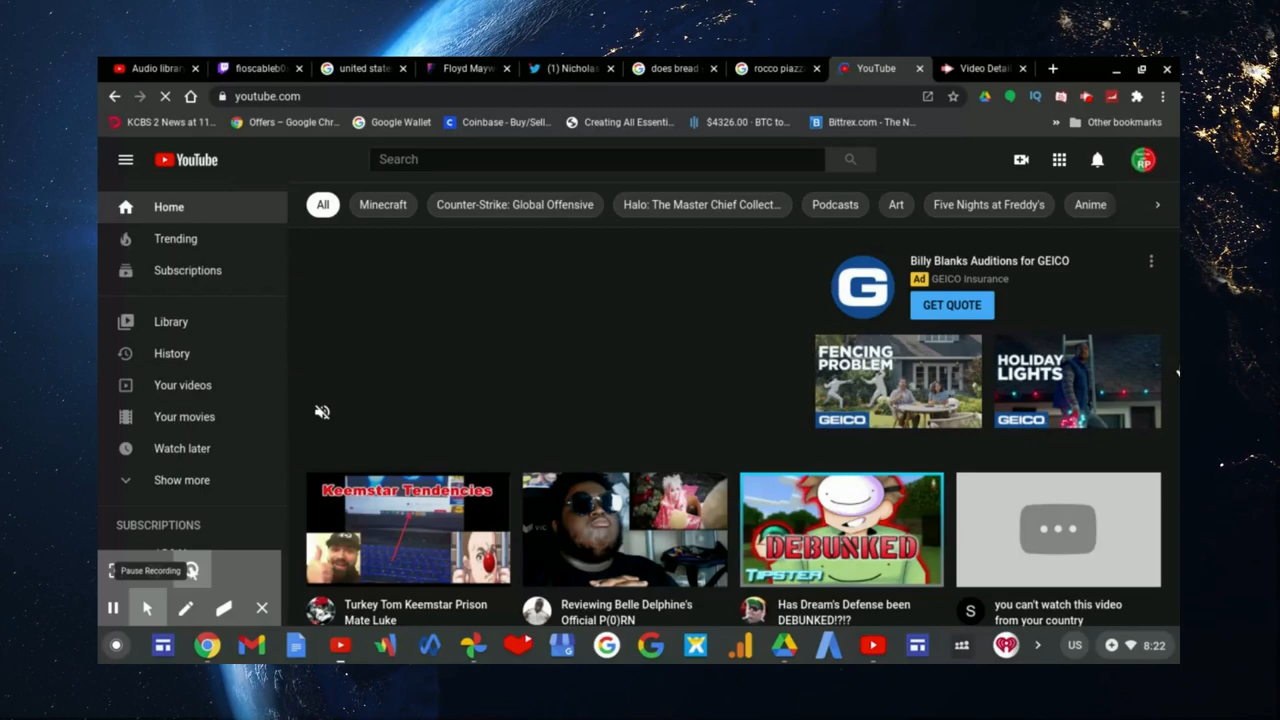 Audio librar
fioscableb0
united state
Floyd Mayw
(1) Nicholas
does bread
rocco piazz
YouTube
Video Detail
youtube.com
KCBS 2 News at 11...
Offers – Google Chr...
Google Wallet
Coinbase - Buy/Sell...
Creating All Essenti...
$4326.00 · BTC to...
Bittrex.com - The N...
Other bookmarks
YouTube
Search
RP
Home
Trending
Subscriptions
Library
History
Your videos
Your movies
Watch later
Show more
SUBSCRIPTIONS
All
Minecraft
Counter-Strike: Global Offensive
Halo: The Master Chief Collect...
Podcasts
Art
Five Nights at Freddy's
Anime
G
Billy Blanks Auditions for GEICO
Ad GEICO Insurance
GET QUOTE
FENCING
PROBLEM
GEICO
HOLIDAY
LIGHTS
GEICO
Keemstar Tendencies
VIC
DEBUNKED
TIPSTER
Turkey Tom Keemstar Prison
Mate Luke
Reviewing Belle Delphine's
Official P(0)RN
Has Dream's Defense been
DEBUNKED!?!?
S
you can't watch this video
from your country
Pause Recording
US
8:22